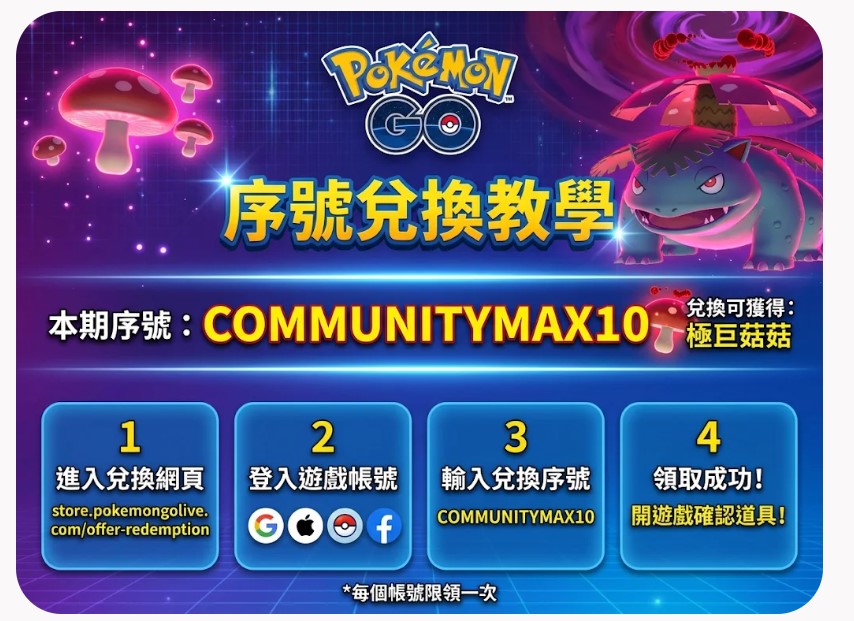 Pokémon
GO
序號兌換教學
本期序號：COMMUNITYMAX10
兌換可獲得：
極巨菇菇
1
進入兌換網頁
store.pokemongolive.
com/offer-redemption
2
登入遊戲帳號
G
f
3
輸入兌換序號
COMMUNITYMAX10
4
領取成功！
開遊戲確認道具！
*每個帳號限領一次